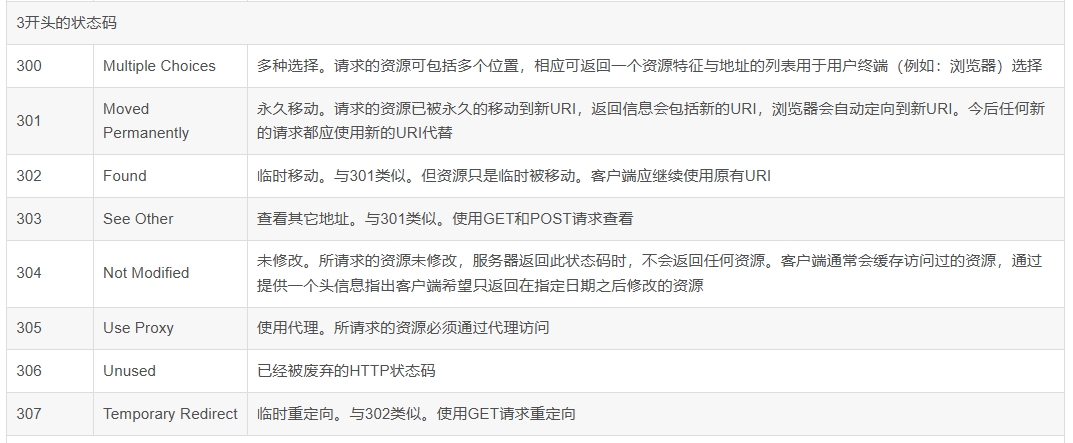 3开头的状态码
300 Multiple Choices 多种选择。请求的资源可包括多个位置，相应可返回一个资源特征与地址的列表用于用户终端（例如：浏览器）选择
301 Moved Permanently 永久移动。请求的资源已被永久的移动到新URI，返回信息会包括新的URI，浏览器会自动定向到新URI。今后任何新
的请求都应使用新的URI代替
302 Found 临时移动。与301类似。但资源只是临时被移动。客户端应继续使用原有URI
303 See Other 查看其它地址。与301类似。使用GET和POST请求查看
304 Not Modified 未修改。所请求的资源未修改，服务器返回此状态码时，不会返回任何资源。客户端通常会缓存访问过的资源，通过
提供一个头信息指出客户端希望只返回在指定日期之后修改的资源
305 Use Proxy 使用代理。所请求的资源必须通过代理访问
306 Unused 已经被废弃的HTTP状态码
307 Temporary Redirect 临时重定向。与302类似。使用GET请求重定向